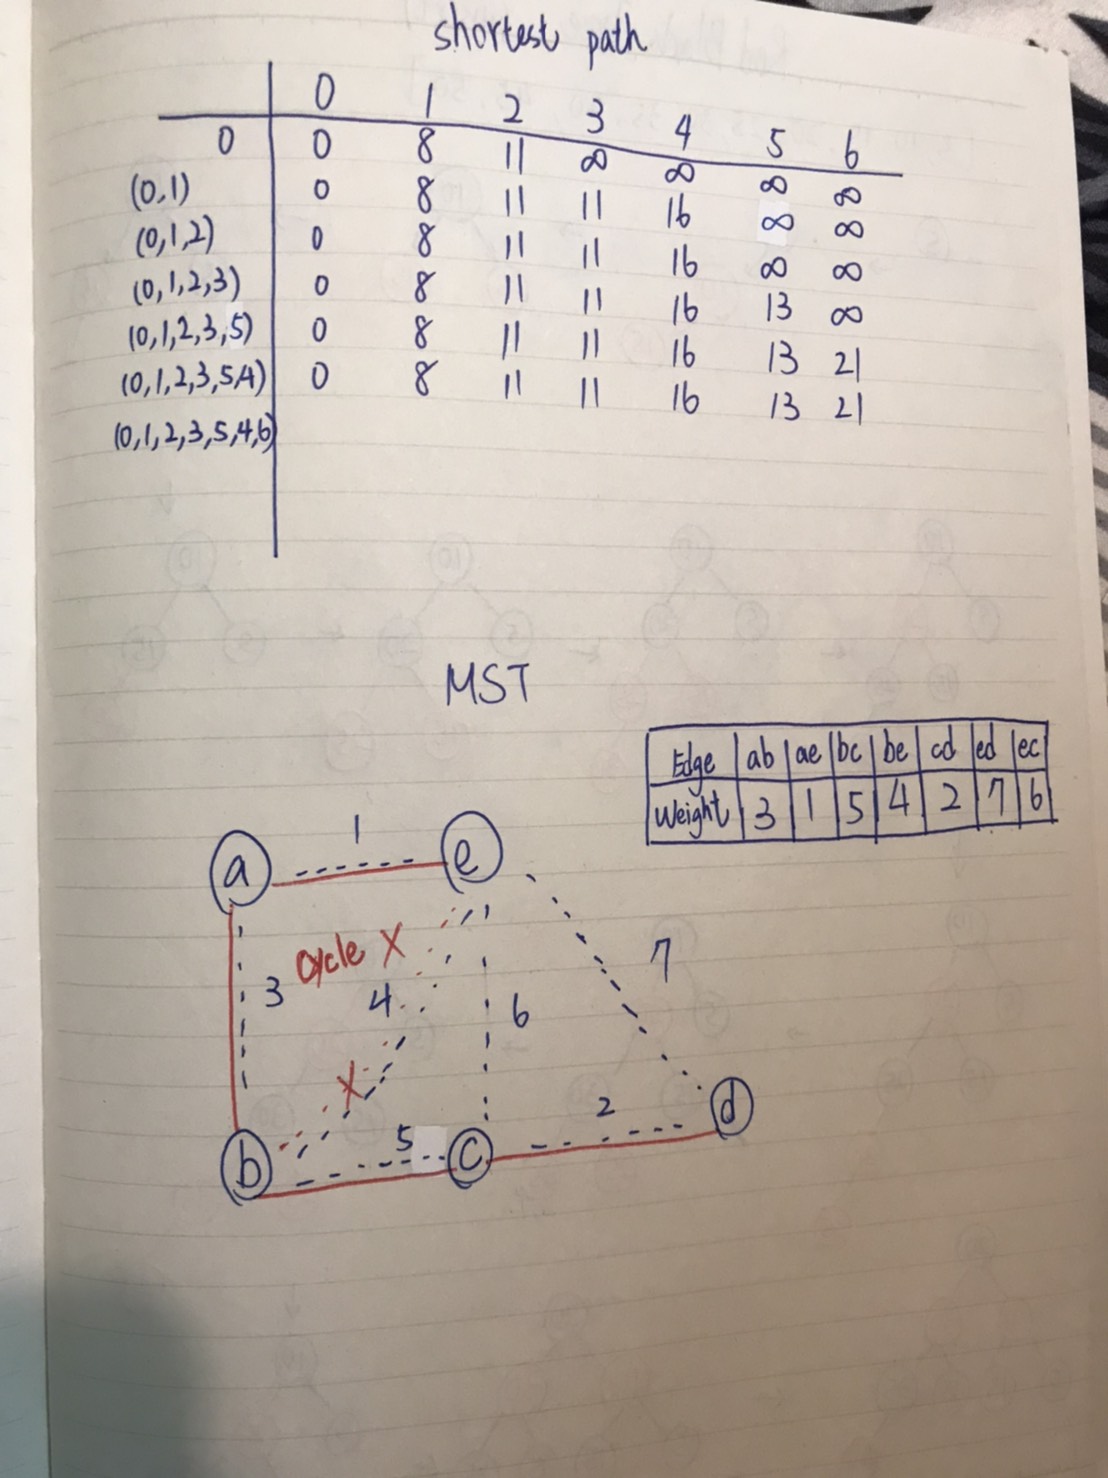 shortest path
0 1 2 3 4 5 6
0 0 8 11 ∞ ∞ ∞ ∞
(0,1) 0 8 11 11 16 ∞ ∞
(0,1,2) 0 8 11 11 16 ∞ ∞
(0,1,2,3) 0 8 11 11 16 13 ∞
(0,1,2,3,5) 0 8 11 11 16 13 21
(0,1,2,3,5,4) 0 8 11 11 16 13 21
(0,1,2,3,5,4,6)
MST
Edge ab ae bc be cd ed ec
Weight 3 1 5 4 2 7 6
1
a e
cycle X
7
3 4 6
X
2 d
5
b c